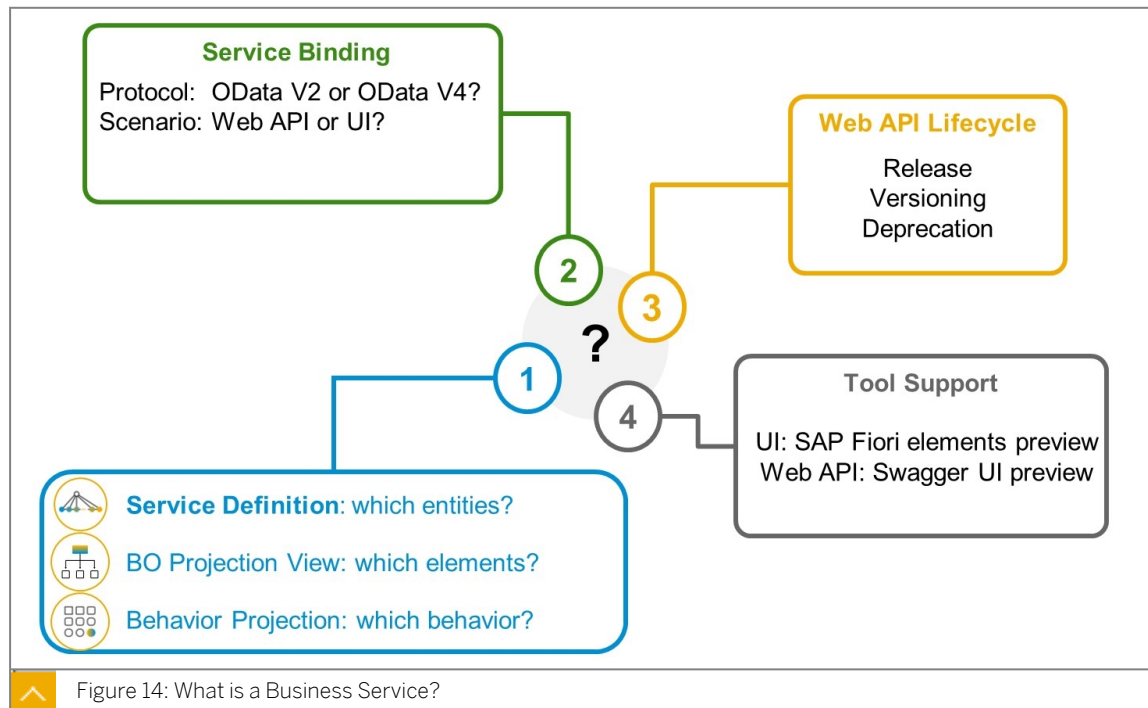 Service Binding
Protocol: OData V2 or OData V4?
Scenario: Web API or UI?
Web API Lifecycle
Release
Versioning
Deprecation
2
3
?
1
4
Tool Support
UI: SAP Fiori elements preview
Web API: Swagger UI preview
Service Definition: which entities?
BO Projection View: which elements?
Behavior Projection: which behavior?
Figure 14: What is a Business Service?